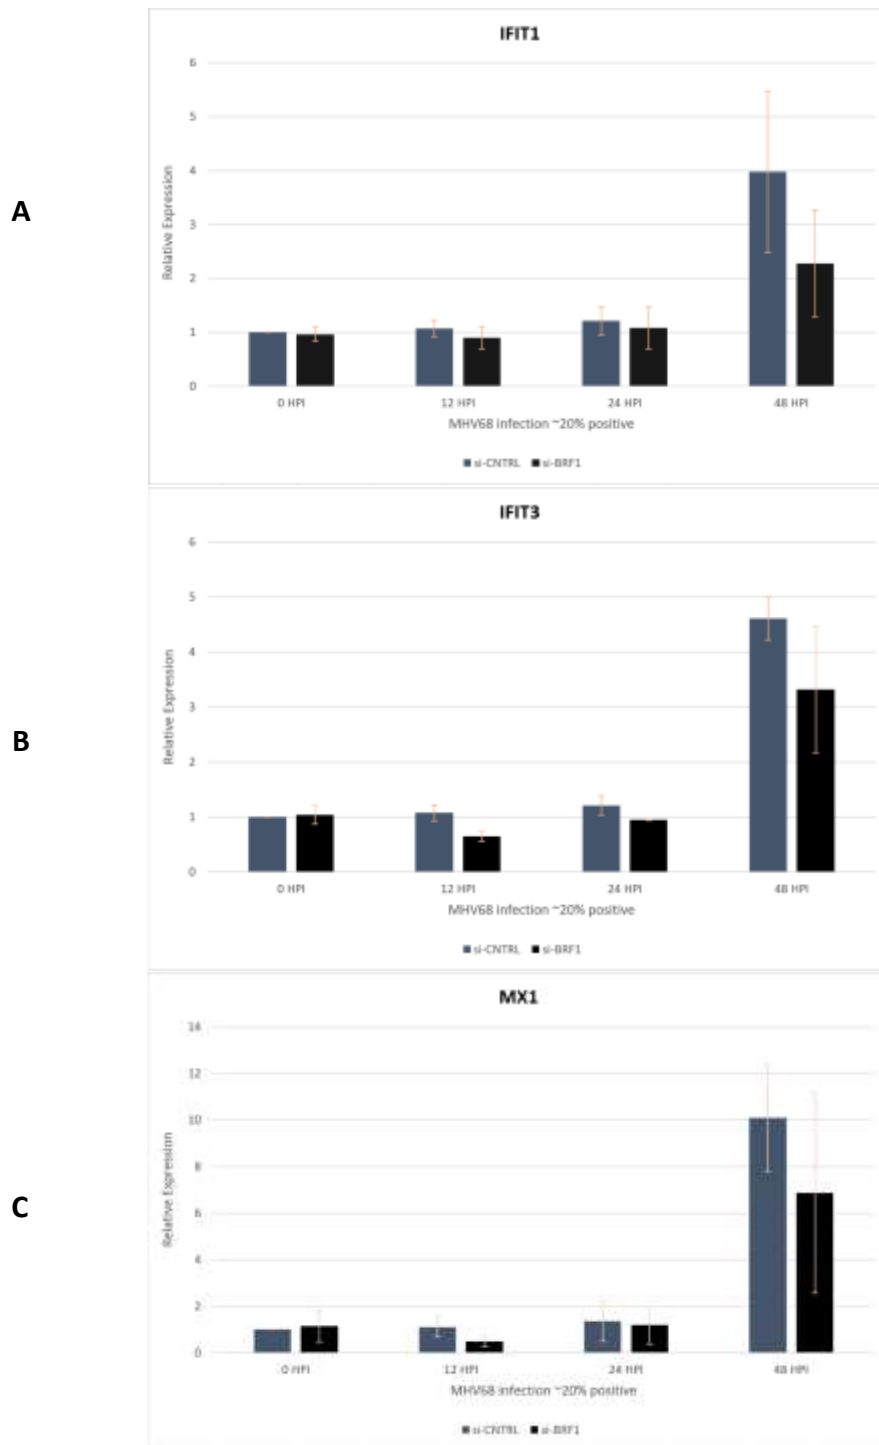 A
IFIT1
Relative Expression
6
5
4
3
2
1
0
0 HPI 12 HPI 24 HPI 48 HPI
MHV68 infection ~20% positive
si-CNTRL si-BRF1
B
IFIT3
Relative Expression
6
5
4
3
2
1
0
0 HPI 12 HPI 24 HPI 48 HPI
MHV68 infection ~20% positive
si-CNTRL si-BRF1
C
MX1
Relative Expression
14
12
10
8
6
4
2
0
0 HPI 12 HPI 24 HPI 48 HPI
MHV68 infection ~20% positive
si-CNTRL si-BRF1